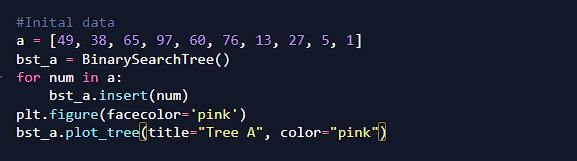 #Inital data
a = [49, 38, 65, 97, 60, 76, 13, 27, 5, 1]
bst_a = BinarySearchTree()
for num in a:
    bst_a.insert(num)
plt.figure(facecolor='pink')
bst_a.plot_tree(title="Tree A", color="pink")